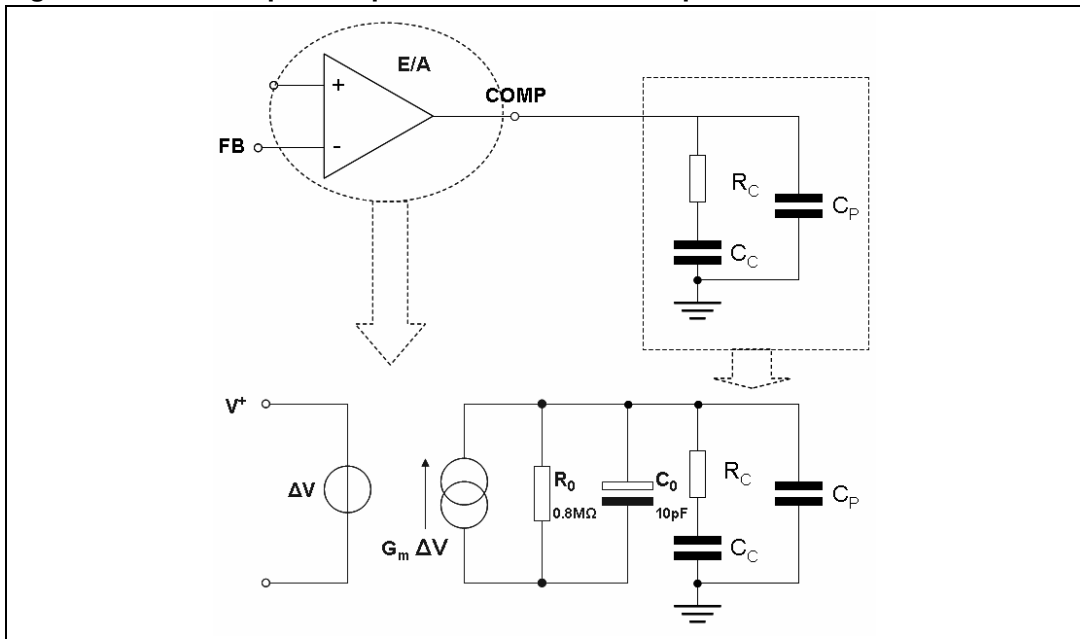 E/A
+
COMP
FB
-
R_C
C_P
C_C
V⁺
ΔV
G_m ΔV
R_0
0.8MΩ
C_0
10pF
R_C
C_P
C_C